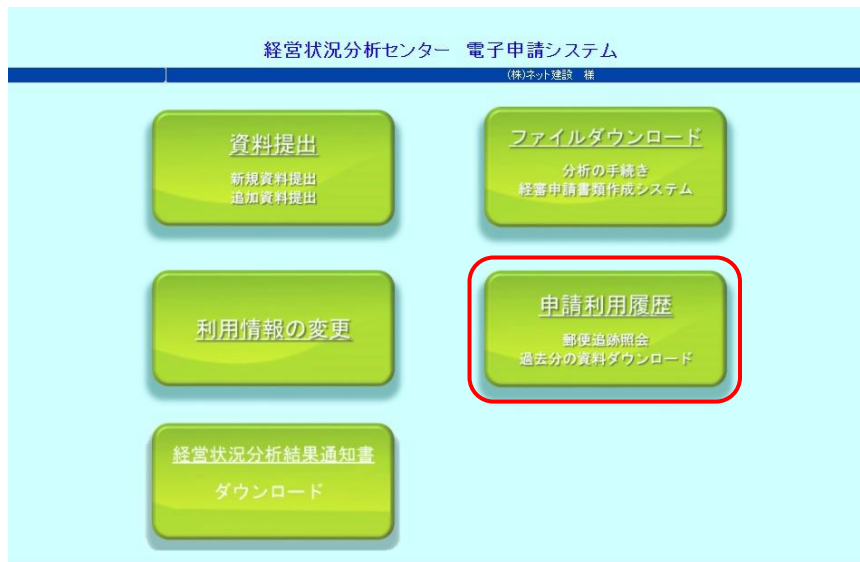 経営状況分析センター 電子申請システム
(株)ネット建設 様
資料提出
新規資料提出
追加資料提出
ファイルダウンロード
分析の手続き
経審申請書類作成システム
利用情報の変更
申請利用履歴
郵便追跡照会
過去分の資料ダウンロード
経営状況分析結果通知書
ダウンロード